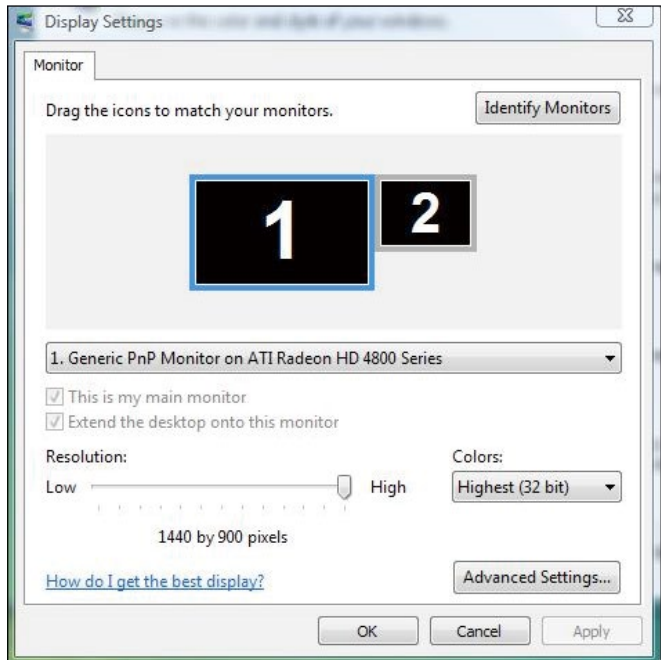 Display Settings
Monitor
Drag the icons to match your monitors.
Identify Monitors
1
2
1. Generic PnP Monitor on ATI Radeon HD 4800 Series
This is my main monitor
Extend the desktop onto this monitor
Resolution:
Colors:
Low
High
Highest (32 bit)
1440 by 900 pixels
How do I get the best display?
Advanced Settings...
OK
Cancel
Apply